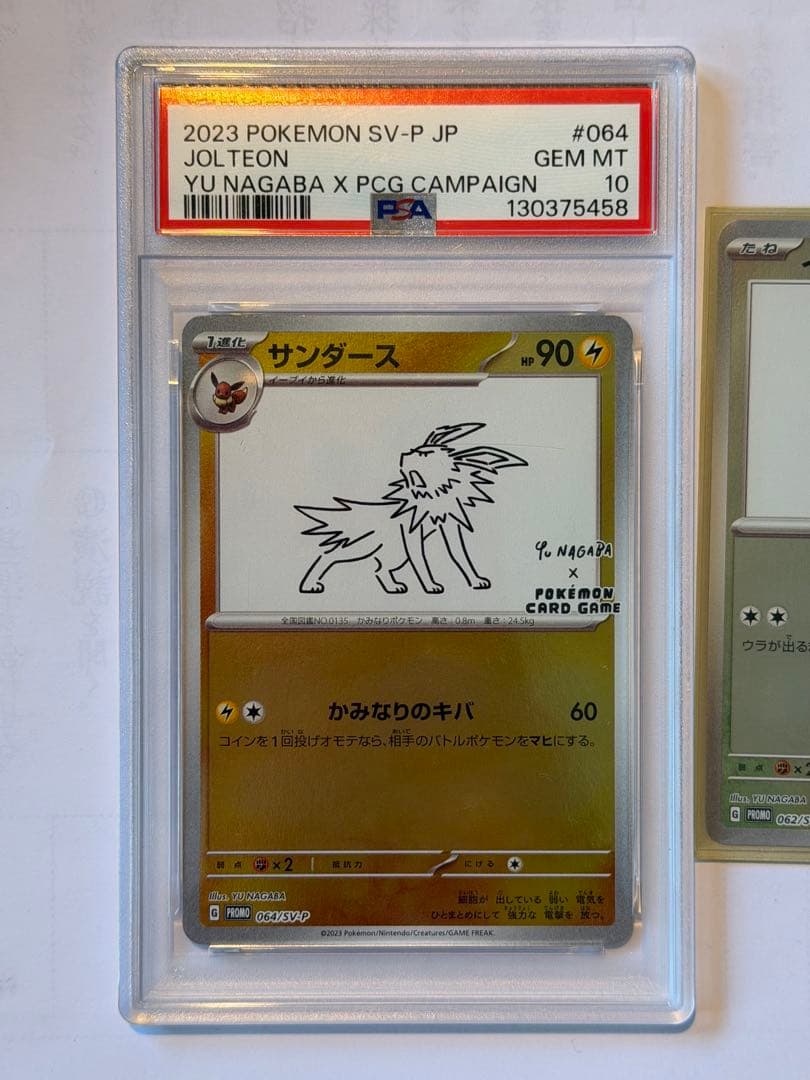 2023 POKEMON SV-P JP #064
JOLTEON GEM MT
YU NAGABA X PCG CAMPAIGN 10
PSA 130375458
1進化 サンダース HP 90
イーブイから進化
Yu NAGABA
X
POKÉMON
CARD GAME
全国図鑑NO.0135 かみなりポケモン 高さ:0.8m 重さ:24.5kg
かみなりのキバ 60
コインを1回投げオモテなら、相手のバトルポケモンをマヒにする。
弱点 ×2 抵抗力 にげる
Illus. YU NAGABA
G PROMO 064/SV-P
細胞が出している弱い電気を
ひとまとめにして強力な電撃を放つ。
©2023 Pokémon/Nintendo/Creatures/GAME FREAK.
たね
ウラが出る
弱点 ×2
Illus. YU NAGABA
G PROMO 062/S